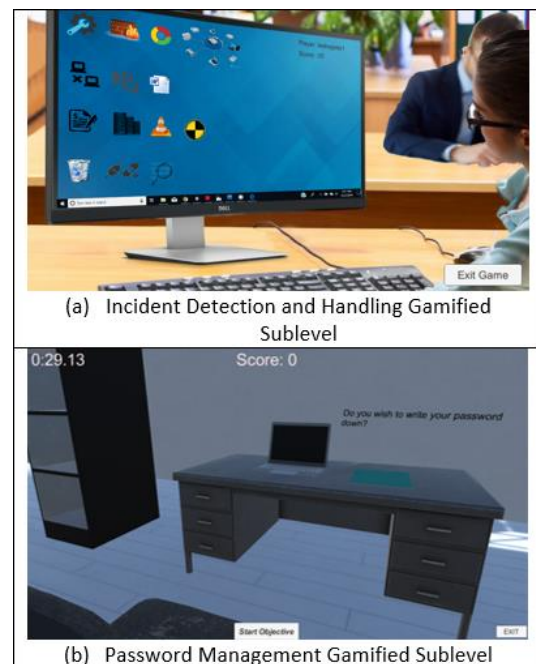 Exit Game
DELL
(a) Incident Detection and Handling Gamified
Sublevel
0:29.13
Score: 0
Do you wish to write your password
down?
Start Objective
EXIT
(b) Password Management Gamified Sublevel